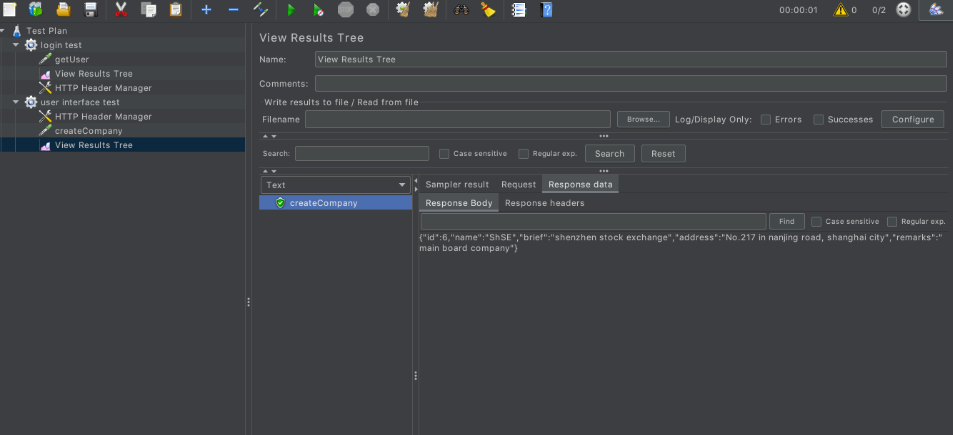 00:00:01 0 0/2
Test Plan
login test
getUser
View Results Tree
HTTP Header Manager
user interface test
HTTP Header Manager
createCompany
View Results Tree
View Results Tree
Name: View Results Tree
Comments:
Write results to file / Read from file
Filename Browse... Log/Display Only: Errors Successes Configure
Search: Case sensitive Regular exp. Search Reset
Text
createCompany
Sampler result Request Response data
Response Body Response headers
Find Case sensitive Regular exp.
{"id":6,"name":"ShSE","brief":"shenzhen stock exchange","address":"No.217 in nanjing road, shanghai city","remarks":"
main board company"}